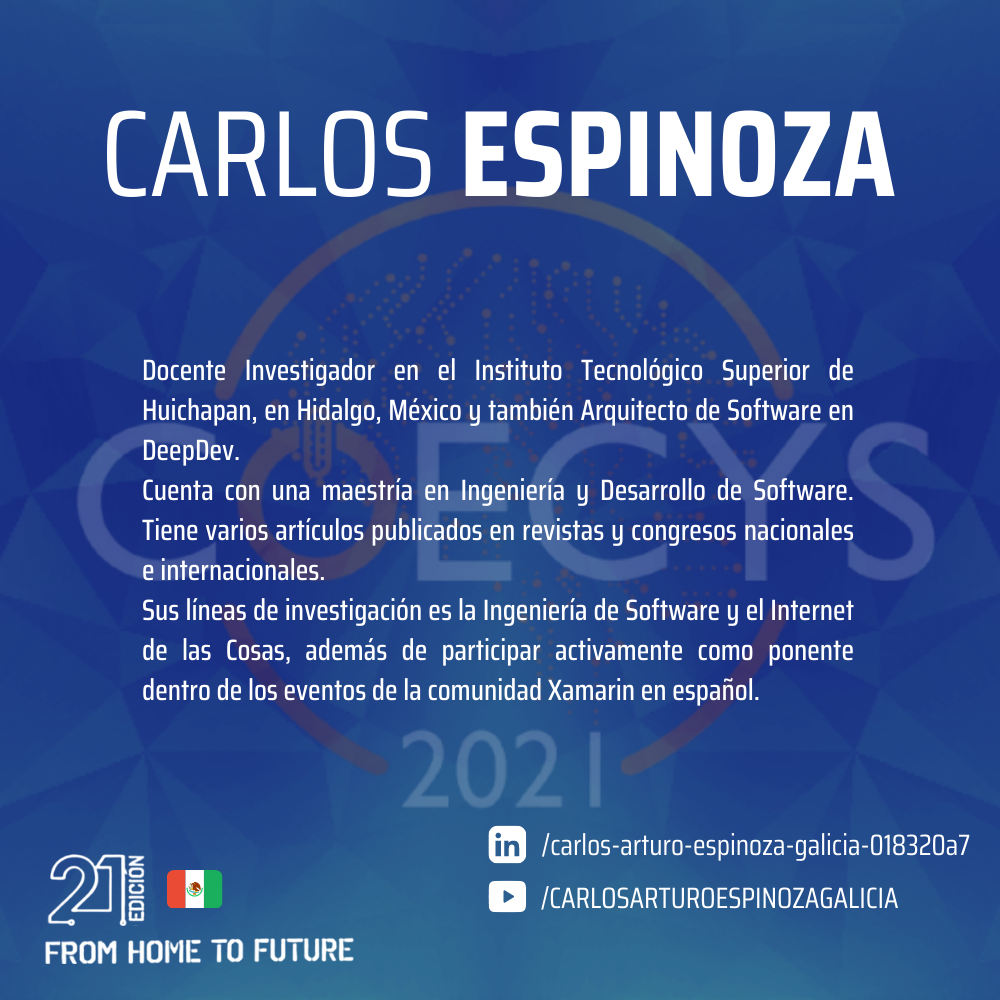 CARLOS ESPINOZA
Docente Investigador en el Instituto Tecnológico Superior de
Huichapan, en Hidalgo, México y también Arquitecto de Software en
DeepDev.
Cuenta con una maestría en Ingeniería y Desarrollo de Software.
Tiene varios artículos publicados en revistas y congresos nacionales
e internacionales.
Sus líneas de investigación es la Ingeniería de Software y el Internet
de las Cosas, además de participar activamente como ponente
dentro de los eventos de la comunidad Xamarin en español.
COECYS
2021
in /carlos-arturo-espinoza-galicia-018320a7
/CARLOSARTUROESPINOZAGALICIA
21 EDICIÓN
FROM HOME TO FUTURE